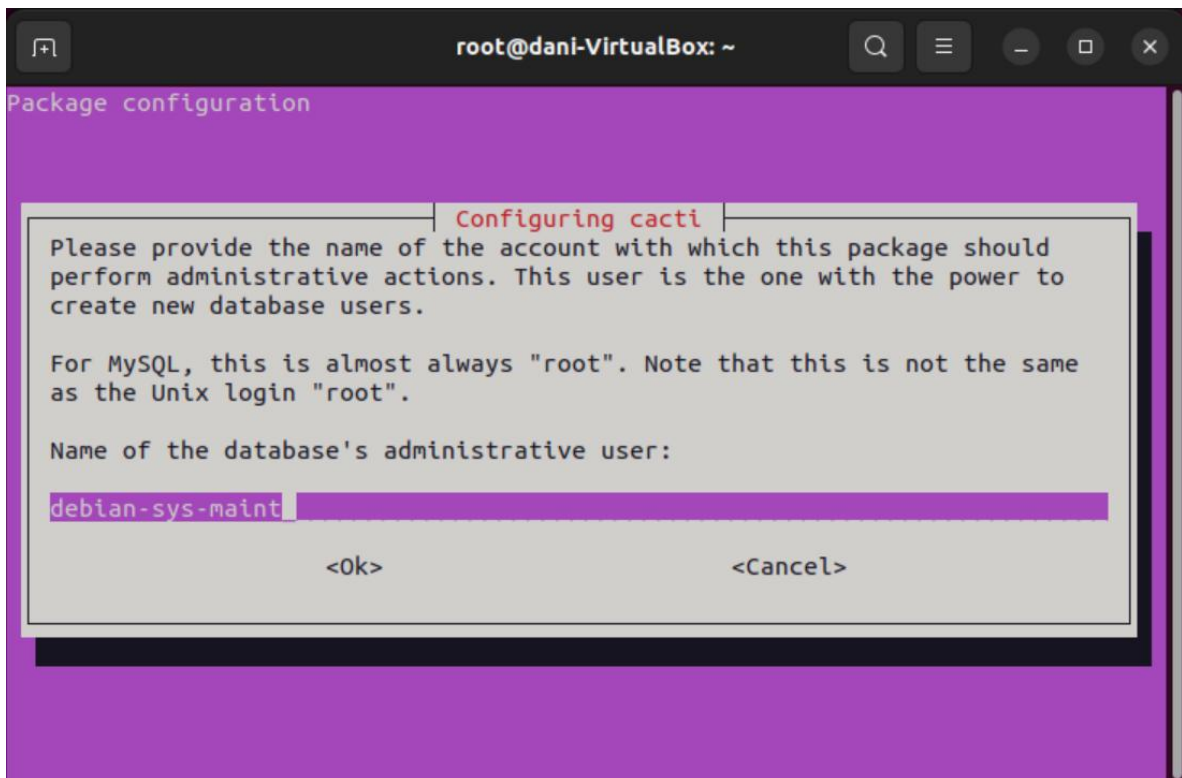 root@dani-VirtualBox: ~
Package configuration
Configuring cacti
Please provide the name of the account with which this package should
perform administrative actions. This user is the one with the power to
create new database users.
For MySQL, this is almost always "root". Note that this is not the same
as the Unix login "root".
Name of the database's administrative user:
debian-sys-maint
<Ok> <Cancel>